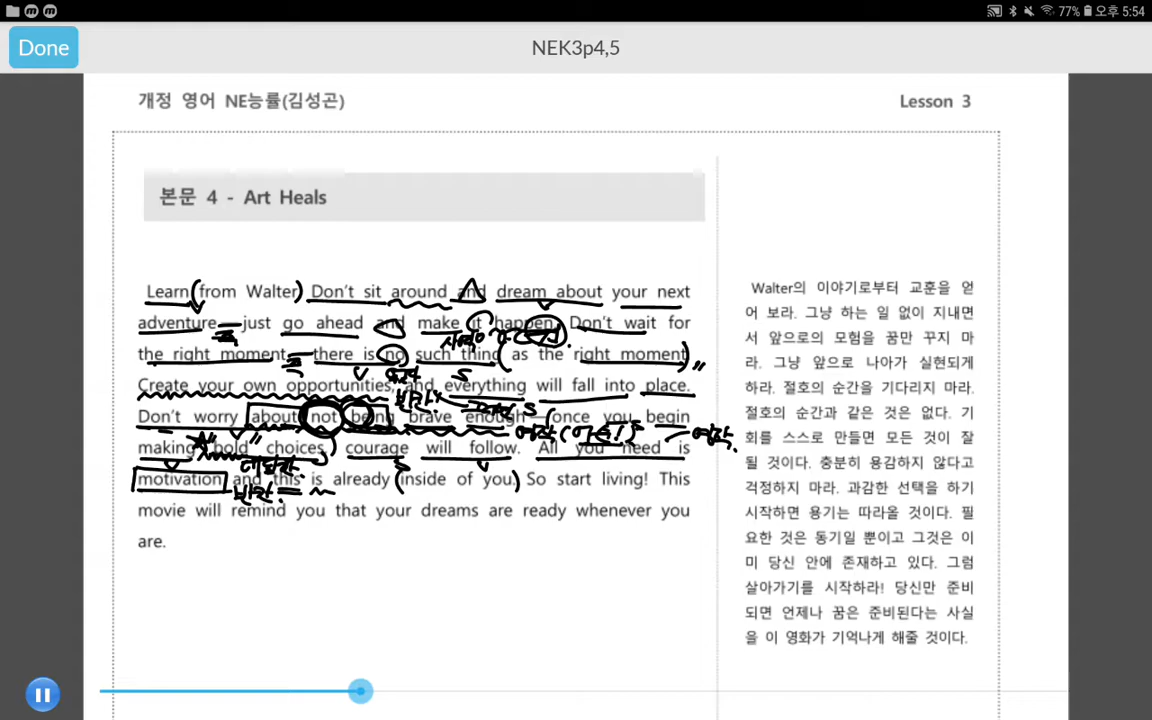 77% 오후 5:54
Done
NEK3p4,5
개정 영어 NE능률(김성곤)
Lesson 3
본문 4 - Art Heals
Learn from Walter) Don't sit around and dream about your next
adventure just go ahead and make it happen. Don't wait for
the right moment there is no such thing (as the right moment)
Create your own opportunities, and everything will fall into place.
Don't worry about not being brave enough once you begin
making bold choices, courage will follow. All you need is
motivation and this is already (inside of you.) So start living! This
movie will remind you that your dreams are ready whenever you
are.
Walter의 이야기로부터 교훈을 얻
어 보라. 그냥 하는 일 없이 지내면
서 앞으로의 모험을 꿈만 꾸지 마
라. 그냥 앞으로 나아가 실현되게
하라. 절호의 순간을 기다리지 마라.
절호의 순간과 같은 것은 없다. 기
회를 스스로 만들면 모든 것이 잘
될 것이다. 충분히 용감하지 않다고
걱정하지 마라. 과감한 선택을 하기
시작하면 용기는 따라올 것이다. 필
요한 것은 동기일 뿐이고 그것은 이
미 당신 안에 존재하고 있다. 그럼
살아가기를 시작하라! 당신만 준비
되면 언제나 꿈은 준비된다는 사실
을 이 영화가 기억나게 해줄 것이다.